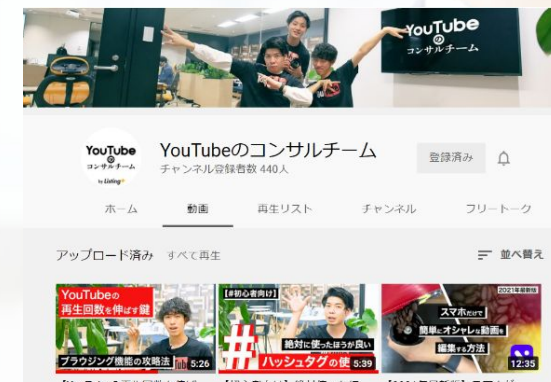 YouTube
の
コンサルチーム
YouTube
の
コンサルチーム
by Listing+
YouTubeのコンサルチーム
チャンネル登録者数 440人
登録済み
ホーム
動画
再生リスト
チャンネル
フリートーク
アップロード済み
すべて再生
並べ替え
YouTubeの
再生回数を伸ばす鍵
ブラウジング機能の攻略法
5:26
【#初心者向け】
#
絶対に使ったほうが良い
ハッシュタグの使
5:39
2021年最新版
スマホだけで
簡単にオシャレな動画を
編集する方法
12:35